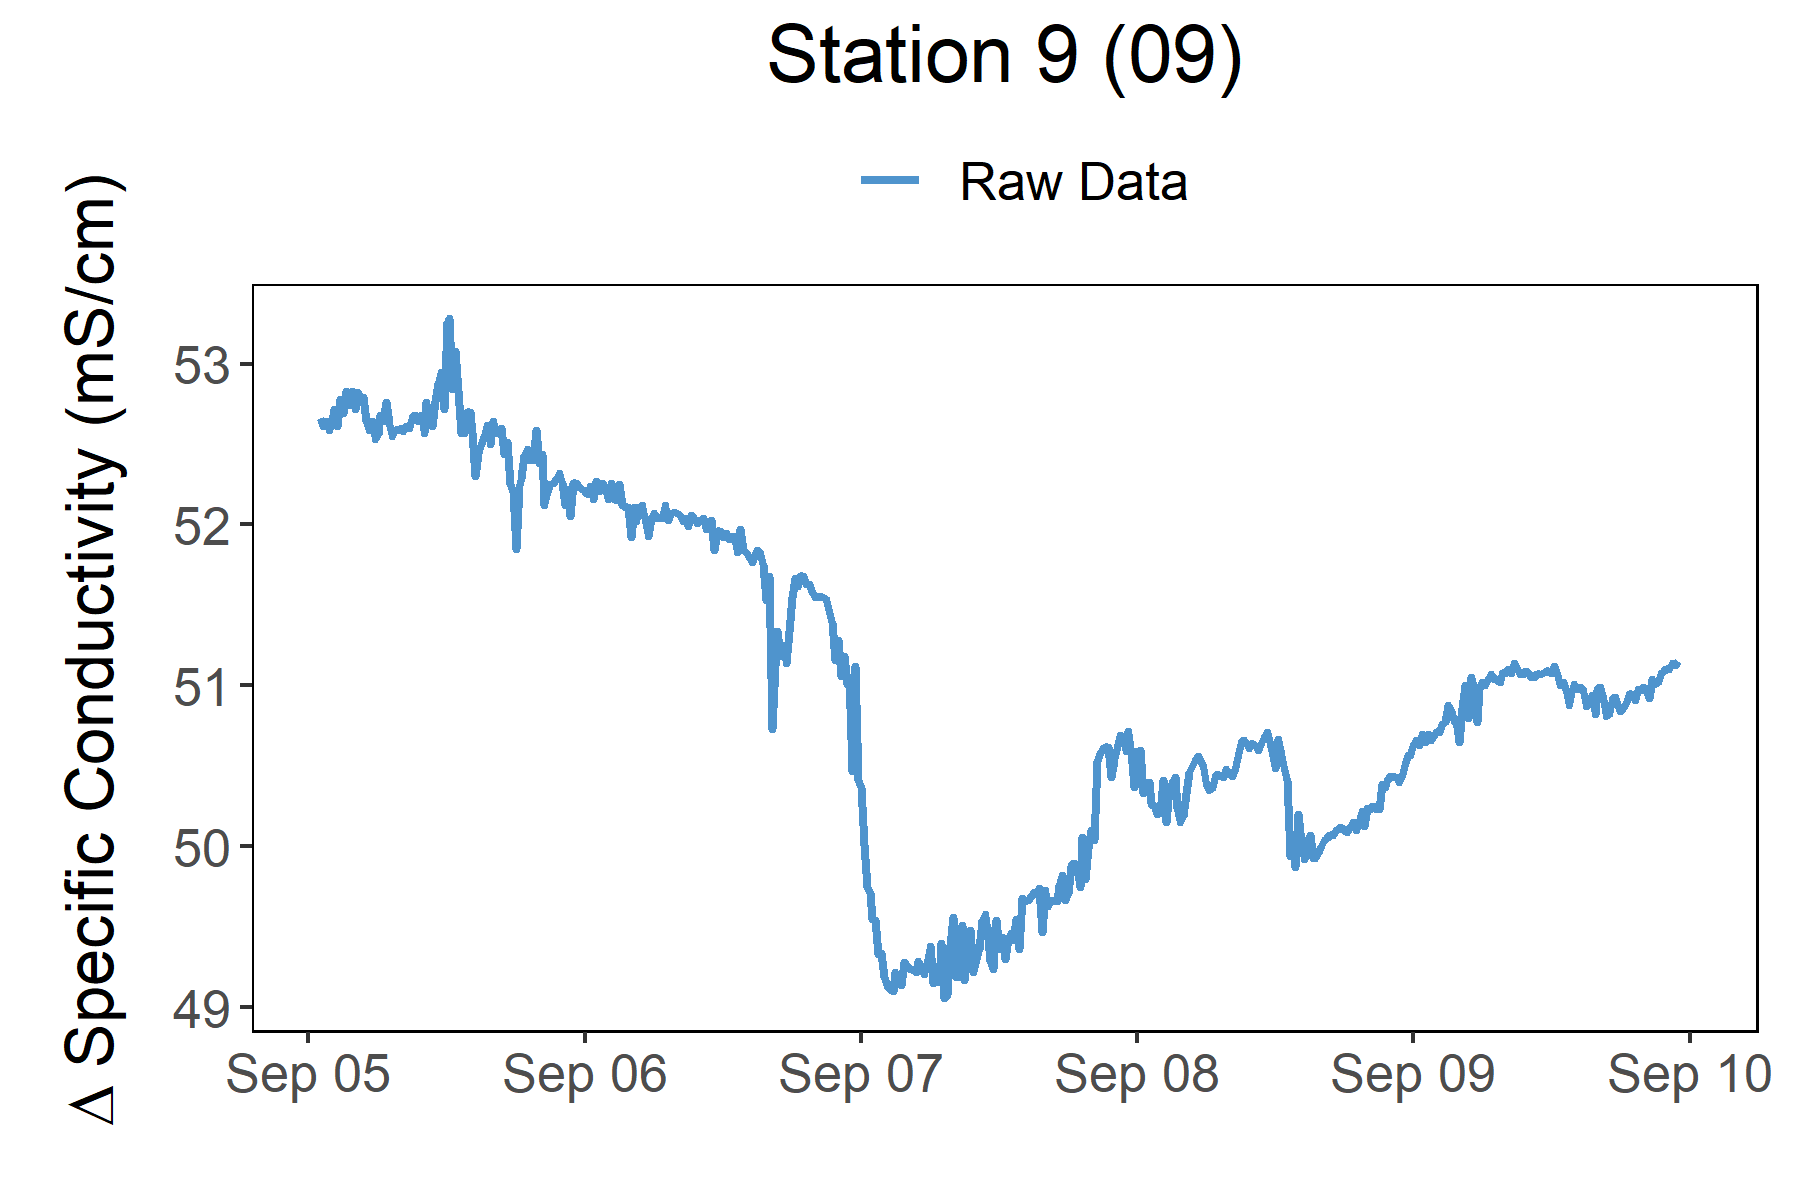 Station 9 (09)
Raw Data
Δ Specific Conductivity (mS/cm)
53
52
51
50
49
Sep 05 Sep 06 Sep 07 Sep 08 Sep 09 Sep 10